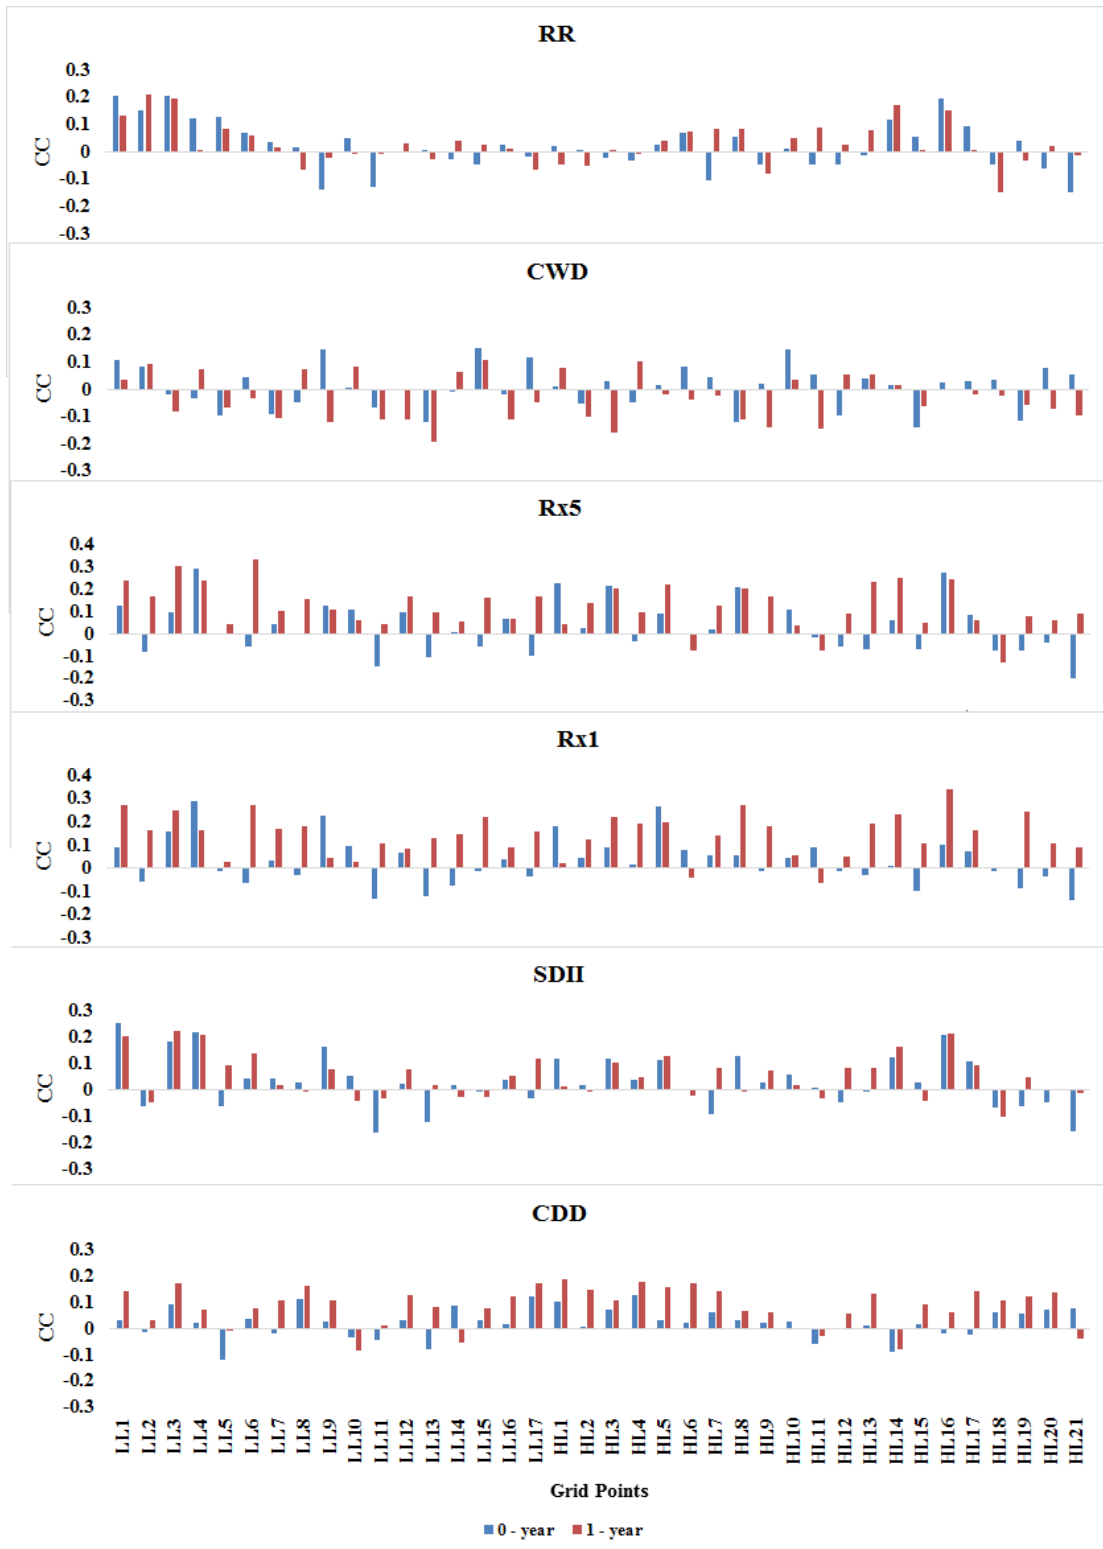 RR
0.3
0.2
0.1
0
-0.1
-0.2
-0.3
CC
CWD
0.3
0.2
0.1
0
-0.1
-0.2
-0.3
CC
Rx5
0.4
0.3
0.2
0.1
0
-0.1
-0.2
-0.3
CC
Rx1
0.4
0.3
0.2
0.1
0
-0.1
-0.2
-0.3
CC
SDII
0.3
0.2
0.1
0
-0.1
-0.2
-0.3
CC
CDD
0.3
0.2
0.1
0
-0.1
-0.2
-0.3
CC
LL1 LL2 LL3 LL4 LL5 LL6 LL7 LL8 LL9 LL10 LL11 LL12 LL13 LL14 LL15 LL16 LL17 HL1 HL2 HL3 HL4 HL5 HL6 HL7 HL8 HL9 HL10 HL11 HL12 HL13 HL14 HL15 HL16 HL17 HL18 HL19 HL20 HL21
Grid Points
0 - year 1 - year